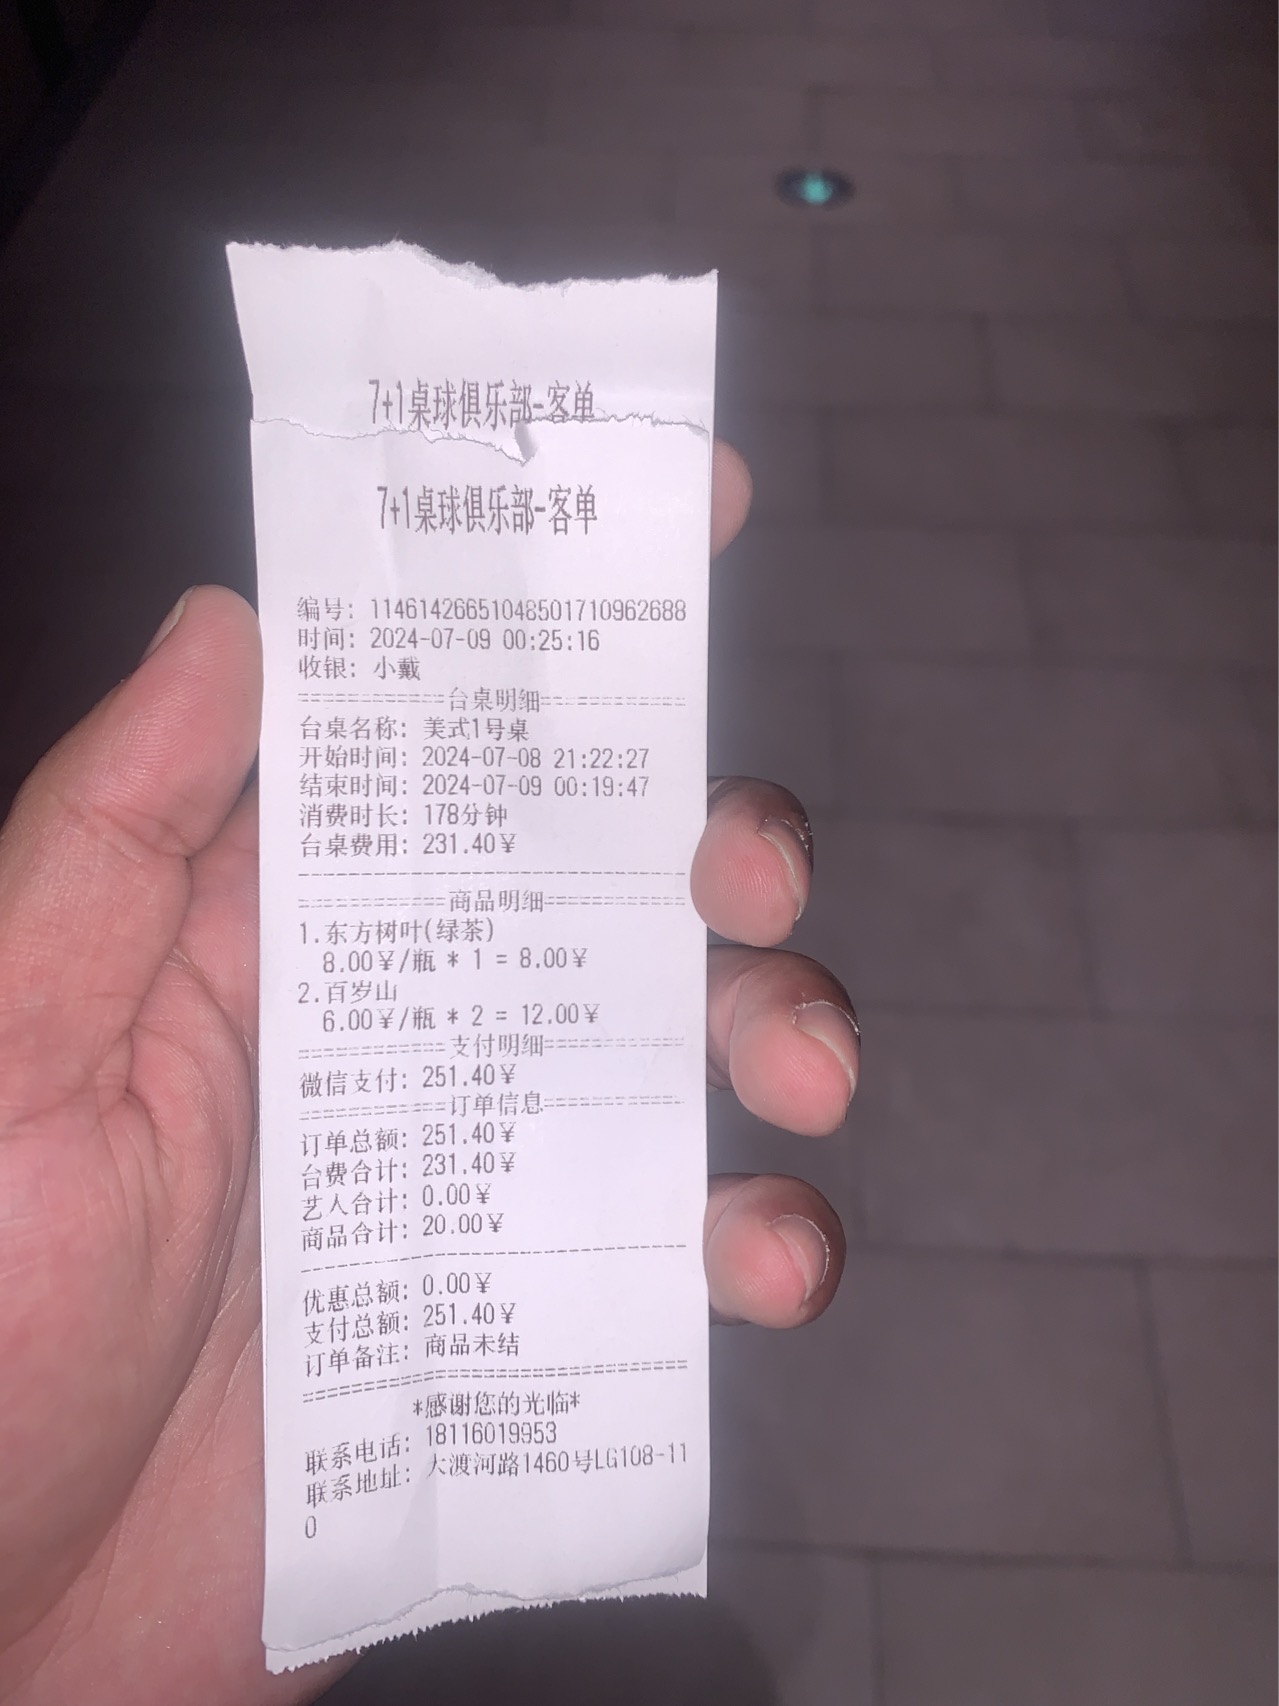 7+1桌球俱乐部-客单
7+1桌球俱乐部-客单
编号: 1146142665104850171096​2688
时间: 2024-07-09 00:25:16
收银: 小戴
============台桌明细============
台桌名称: 美式1号桌
开始时间: 2024-07-08 21:22:27
结束时间: 2024-07-09 00:19:47
消费时长: 178分钟
台桌费用: 231.40¥
--------------------------------
============商品明细============
1.东方树叶(绿茶)
8.00¥/瓶 * 1 = 8.00¥
2.百岁山
6.00¥/瓶 * 2 = 12.00¥
============支付明细============
微信支付: 251.40¥
============订单信息============
订单总额: 251.40¥
台费合计: 231.40¥
艺人合计: 0.00¥
商品合计: 20.00¥
--------------------------------
优惠总额: 0.00¥
支付总额: 251.40¥
订单备注: 商品未结
================================
*感谢您的光临*
联系电话: 18116019953
联系地址: 大渡河路1460号LG108-11
0